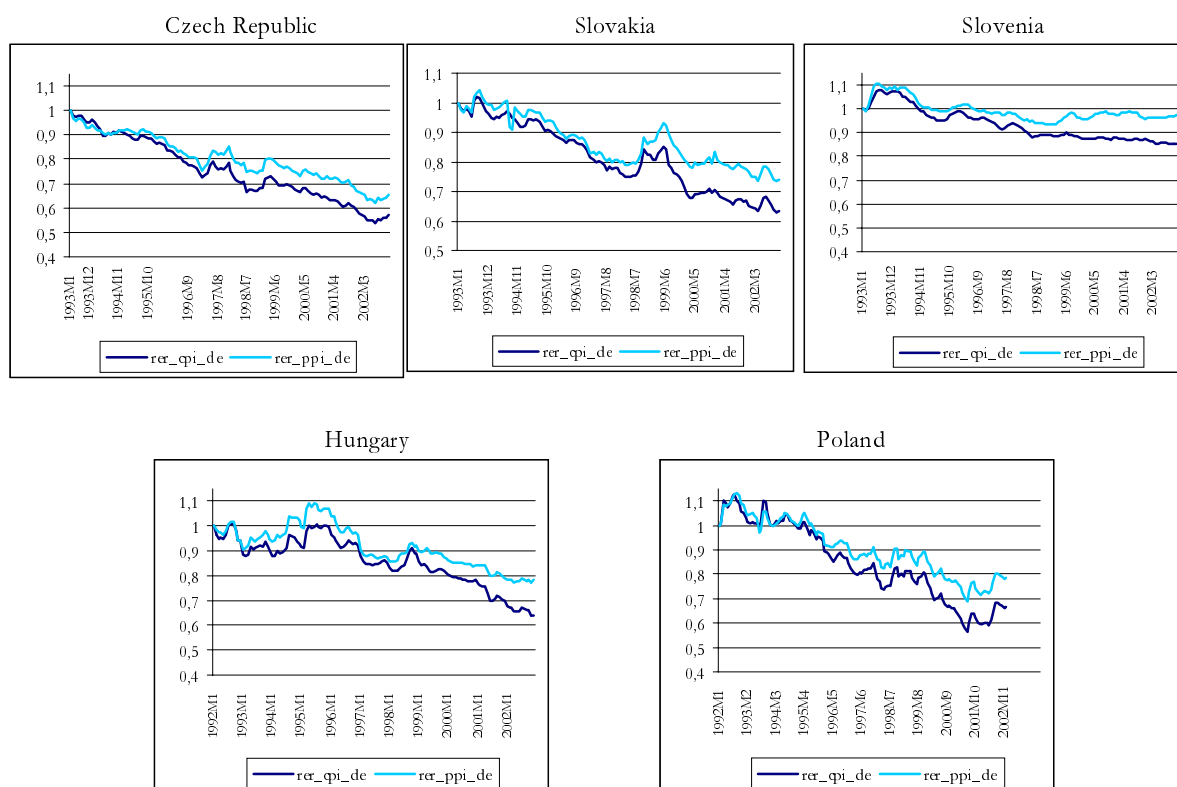 Czech Republic
1,1
1
0,9
0,8
0,7
0,6
0,5
0,4
1993M1
1993M12
1994M11
1995M10
1996M9
1997M8
1998M7
1999M6
2000M5
2001M4
2002M3
rer_cpi_de
rer_ppi_de
Slovakia
1,1
1
0,9
0,8
0,7
0,6
0,5
1993M1
1993M12
1994M11
1995M10
1996M9
1997M8
1998M7
1999M6
2000M5
2001M4
2002M3
rer_cpi_de
rer_ppi_de
Slovenia
1,1
1
0,9
0,8
0,7
0,6
0,5
0,4
1993M1
1993M12
1994M11
1995M10
1996M9
1997M8
1998M7
1999M6
2000M5
2001M4
2002M3
rer_cpi_de
rer_ppi_de
Hungary
1,1
1
0,9
0,8
0,7
0,6
0,5
0,4
1992M1
1993M1
1994M1
1995M1
1996M1
1997M1
1998M1
1999M1
2000M1
2001M1
2002M1
rer_cpi_de
rer_ppi_de
Poland
1,1
1
0,9
0,8
0,7
0,6
0,5
0,4
1992M1
1993M2
1994M3
1995M4
1996M5
1997M6
1998M7
1999M8
2000M9
2001M10
2002M11
rer_cpi_de
rer_ppi_de